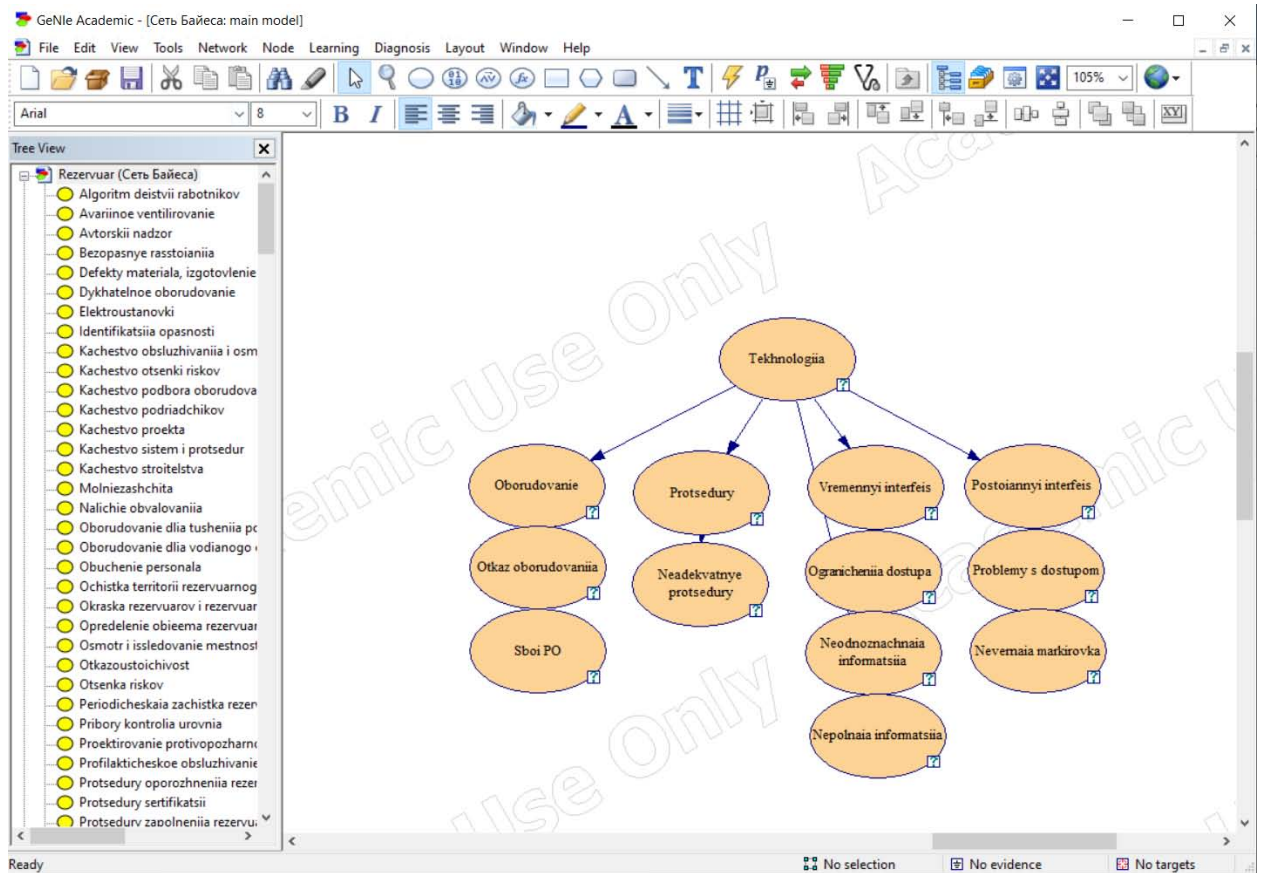 GeNIe Academic - [Сеть Байеса: main model]
File Edit View Tools Network Node Learning Diagnosis Layout Window Help
105%
Arial 8 B I A
Tree View
Rezervuar (Сеть Байеса)
Algoritm deistvii rabotnikov
Avariinoe ventilirovanie
Avtorskii nadzor
Bezopasnye rasstoianiia
Defekty materiala, izgotovlenie
Dykhatelnoe oborudovanie
Elektroustanovki
Identifikatsiia opasnosti
Kachestvo obsluzhivaniia i osm
Kachestvo otsenki riskov
Kachestvo podbora oborudova
Kachestvo podriadchikov
Kachestvo proekta
Kachestvo sistem i protsedur
Kachestvo stroitelstva
Molniezashchita
Nalichie obvalovaniia
Oborudovanie dlia tusheniia po
Oborudovanie dlia vodianogo
Obuchenie personala
Ochistka territorii rezervuarnog
Okraska rezervuarov i rezervuar
Opredelenie obieema rezervuar
Osmotr i issledovanie mestnost
Otkazoustoichivost
Otsenka riskov
Periodicheskaia zachistka rezer
Pribory kontrolia urovnia
Proektirovanie protivopozharno
Profilakticheskoe obsluzhivanie
Protsedury oporozhneniia rezer
Protsedury sertifikatsii
Protsedury zapolneniia rezervu
Academic Use Only
Tekhnologiia
Oborudovanie
Protsedury
Vremennyi interfeis
Postoiannyi interfeis
Otkaz oborudovaniia
Neadekvatnye
protsedury
Ogranicheniia dostupa
Problemy s dostupom
Sboi PO
Neodnoznachnaia
informatsiia
Nevernaia markirovka
Nepolnaia informatsiia
Ready
No selection
No evidence
No targets